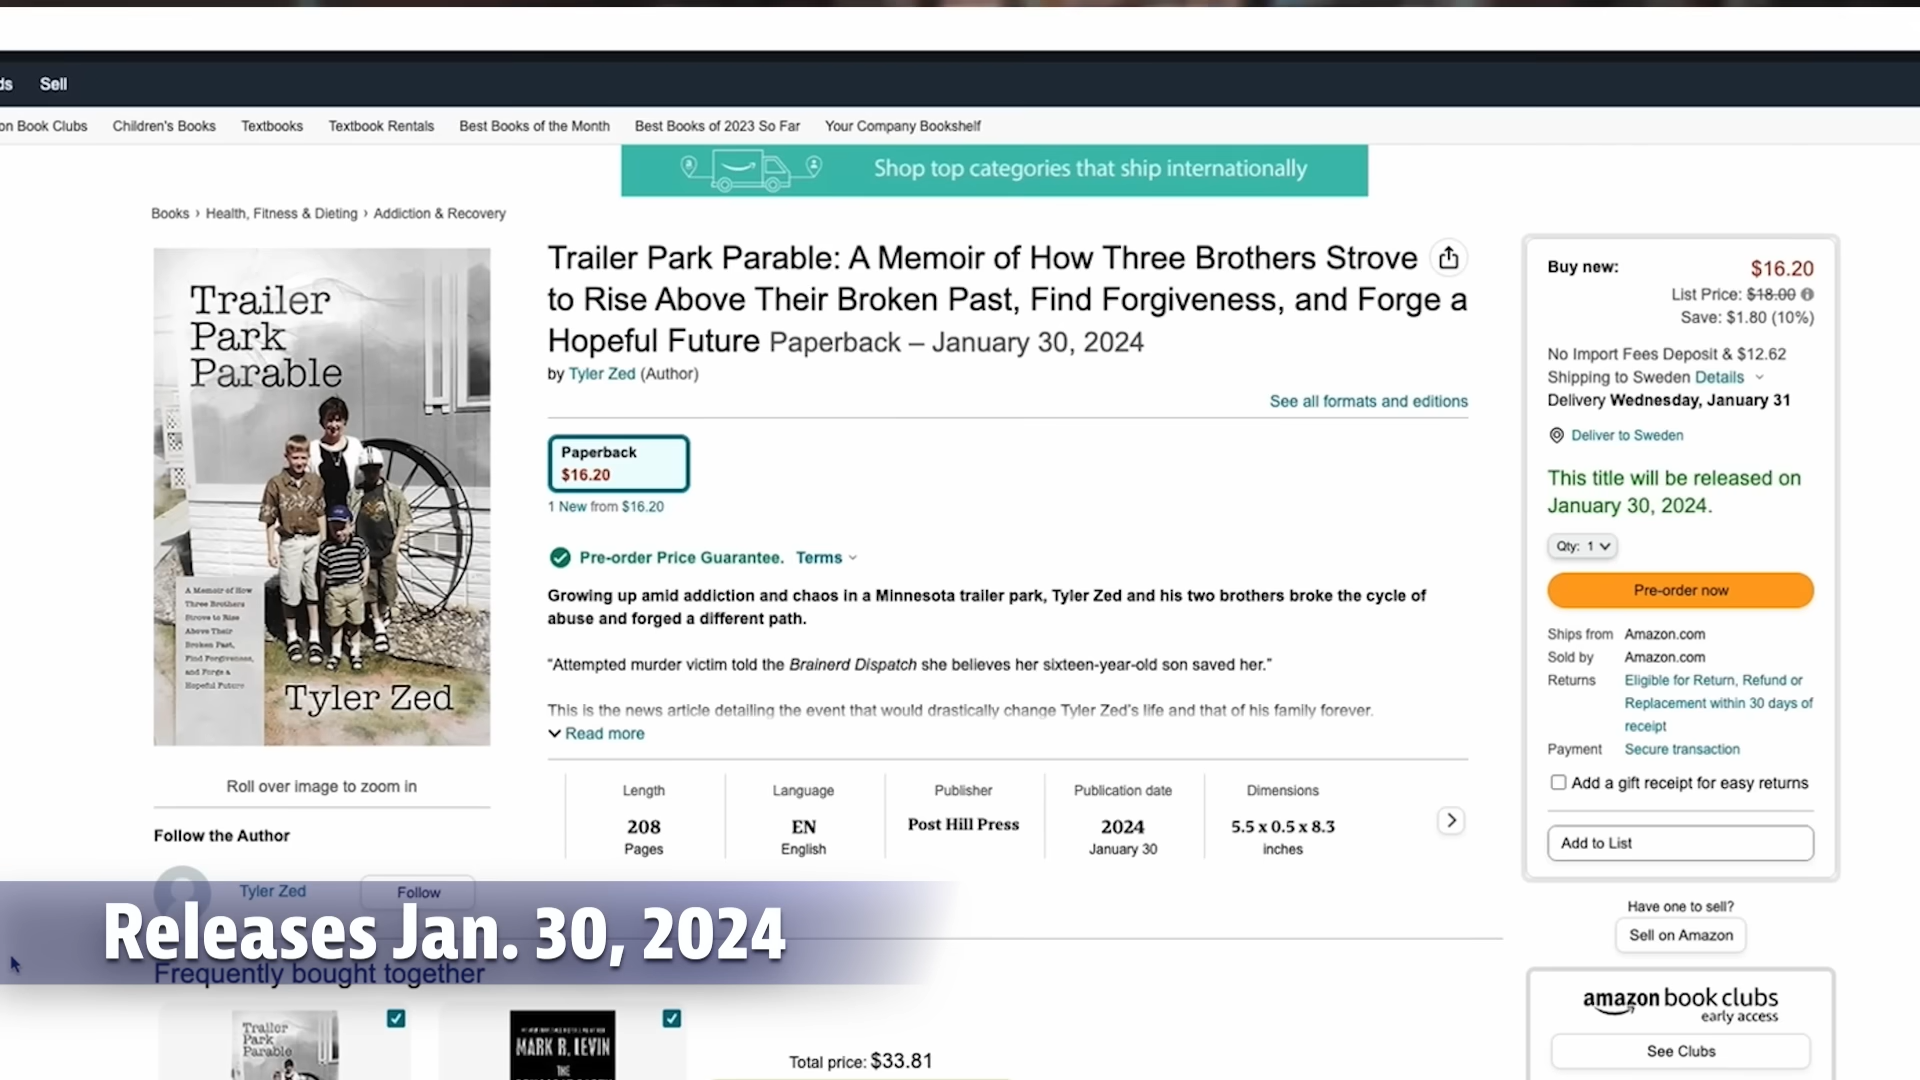 ds Sell
on Book Clubs Children's Books Textbooks Textbook Rentals Best Books of the Month Best Books of 2023 So Far Your Company Bookshelf
Shop top categories that ship internationally
Books › Health, Fitness & Dieting › Addiction & Recovery
Trailer
Park
Parable
A Memoir of How
Three Brothers
Strove to Rise
Above Their
Broken Past,
Find Forgiveness,
and Forge a
Hopeful Future
Tyler Zed
Roll over image to zoom in
Follow the Author
Tyler Zed Follow
Trailer Park Parable: A Memoir of How Three Brothers Strove
to Rise Above Their Broken Past, Find Forgiveness, and Forge a
Hopeful Future Paperback – January 30, 2024
by Tyler Zed (Author)
See all formats and editions
Paperback
$16.20
1 New from $16.20
Pre-order Price Guarantee. Terms
Growing up amid addiction and chaos in a Minnesota trailer park, Tyler Zed and his two brothers broke the cycle of
abuse and forged a different path.
"Attempted murder victim told the Brainerd Dispatch she believes her sixteen-year-old son saved her."
This is the news article detailing the event that would drastically change Tyler Zed's life and that of his family forever.
Read more
Length
208
Pages
Language
EN
English
Publisher
Post Hill Press
Publication date
2024
January 30
Dimensions
5.5 x 0.5 x 8.3
inches
Buy new: $16.20
List Price: $18.00
Save: $1.80 (10%)
No Import Fees Deposit & $12.62
Shipping to Sweden Details
Delivery Wednesday, January 31
Deliver to Sweden
This title will be released on
January 30, 2024.
Qty: 1
Pre-order now
Ships from Amazon.com
Sold by Amazon.com
Returns Eligible for Return, Refund or
Replacement within 30 days of
receipt
Payment Secure transaction
Add a gift receipt for easy returns
Add to List
Have one to sell?
Sell on Amazon
amazon book clubs
early access
See Clubs
Releases Jan. 30, 2024
Frequently bought together
Trailer
Park
Parable
MARK R. LEVIN
THE
Total price: $33.81